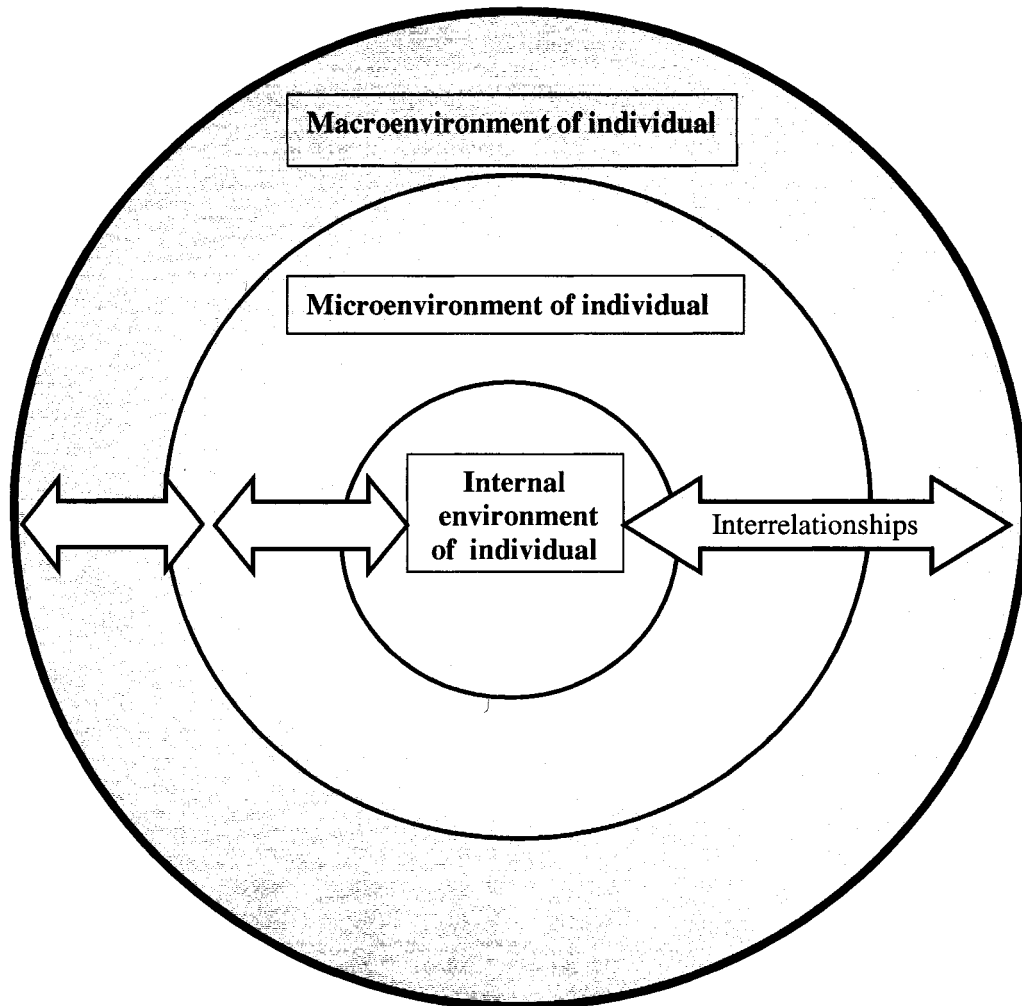 Macroenvironment of individual
Microenvironment of individual
Internal
environment
of individual
Interrelationships